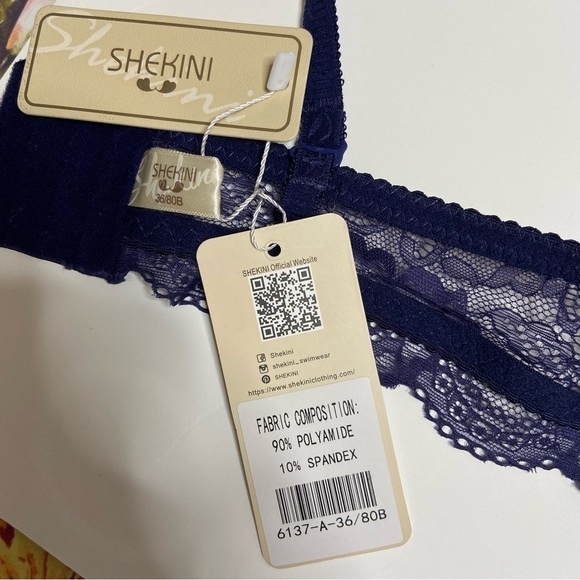 SHEKINI
Shekini
SHEKINI
36/80B
SHEKINI Official Website
Shekini
shekini_swimwear
SHEKINI
https://www.shekiniclothing.com/
FABRIC COMPOSITION:
90% POLYAMIDE
10% SPANDEX
6137-A-36/80B